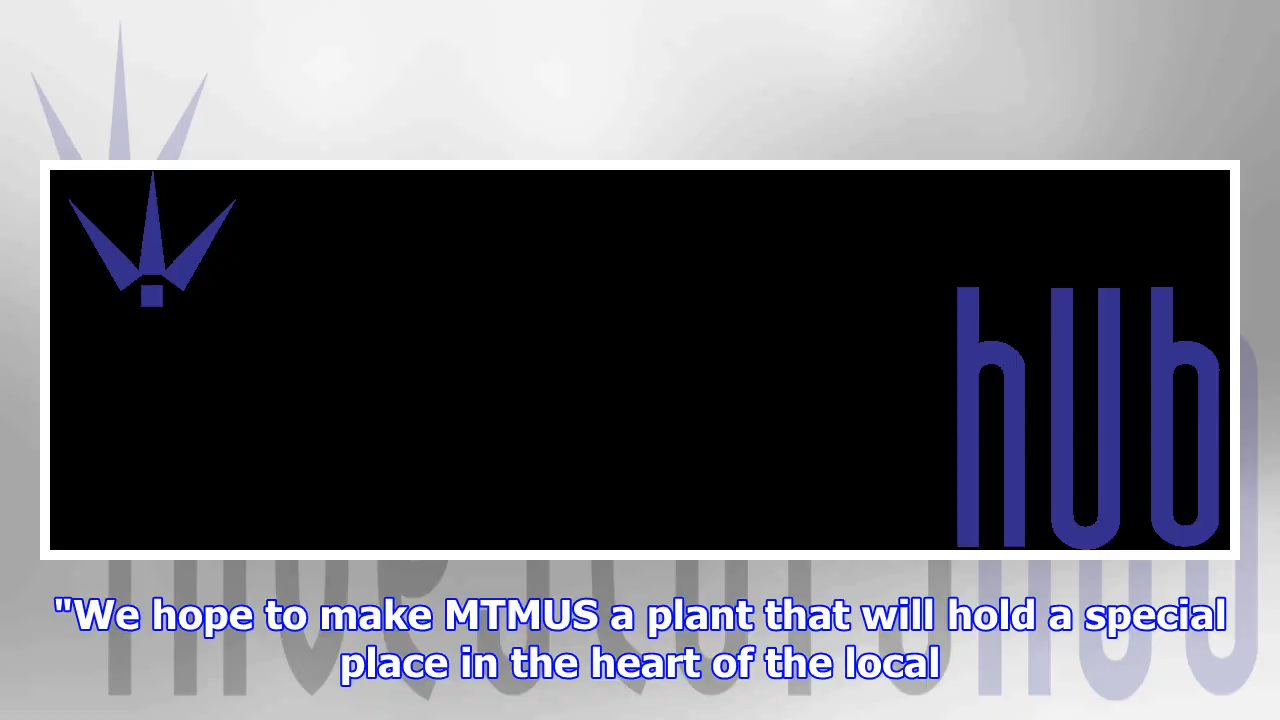 hub
"We hope to make MTMUS a plant that will hold a special
place in the heart of the local